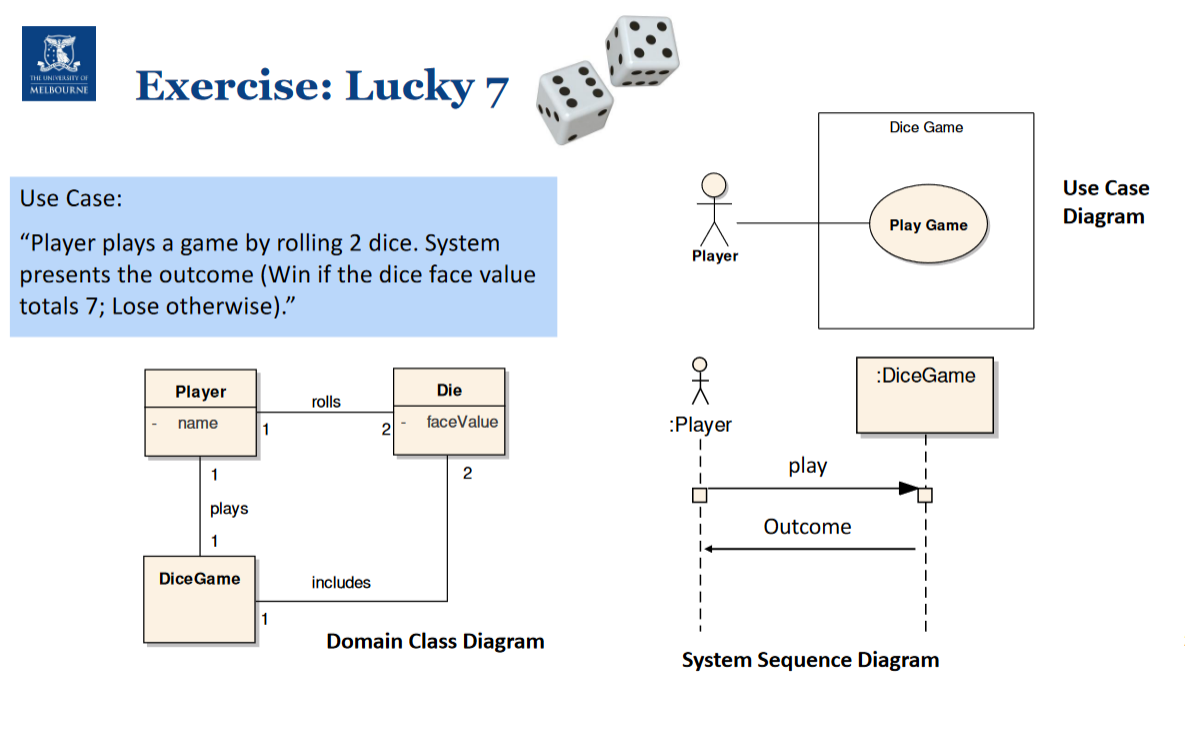 THE UNIVERSITY OF
MELBOURNE
Exercise: Lucky 7
Use Case:
“Player plays a game by rolling 2 dice. System
presents the outcome (Win if the dice face value
totals 7; Lose otherwise).”
Dice Game
Player
Play Game
Use Case
Diagram
Player
- name
rolls
1
2
Die
- faceValue
1
plays
1
2
DiceGame
includes
1
Domain Class Diagram
:Player
:DiceGame
play
Outcome
System Sequence Diagram